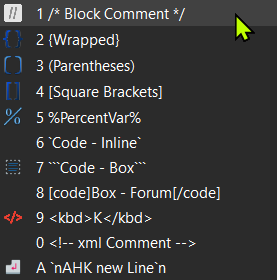 1 /* Block Comment */
2 {Wrapped}
3 (Parentheses)
4 [Square Brackets]
5 %PercentVar%
6 `Code - Inline`
7 ```Code - Box```
8 [code]Box - Forum[/code]
9 <kbd>K</kbd>
0 <!-- xml Comment -->
A `nAHK new Line`n